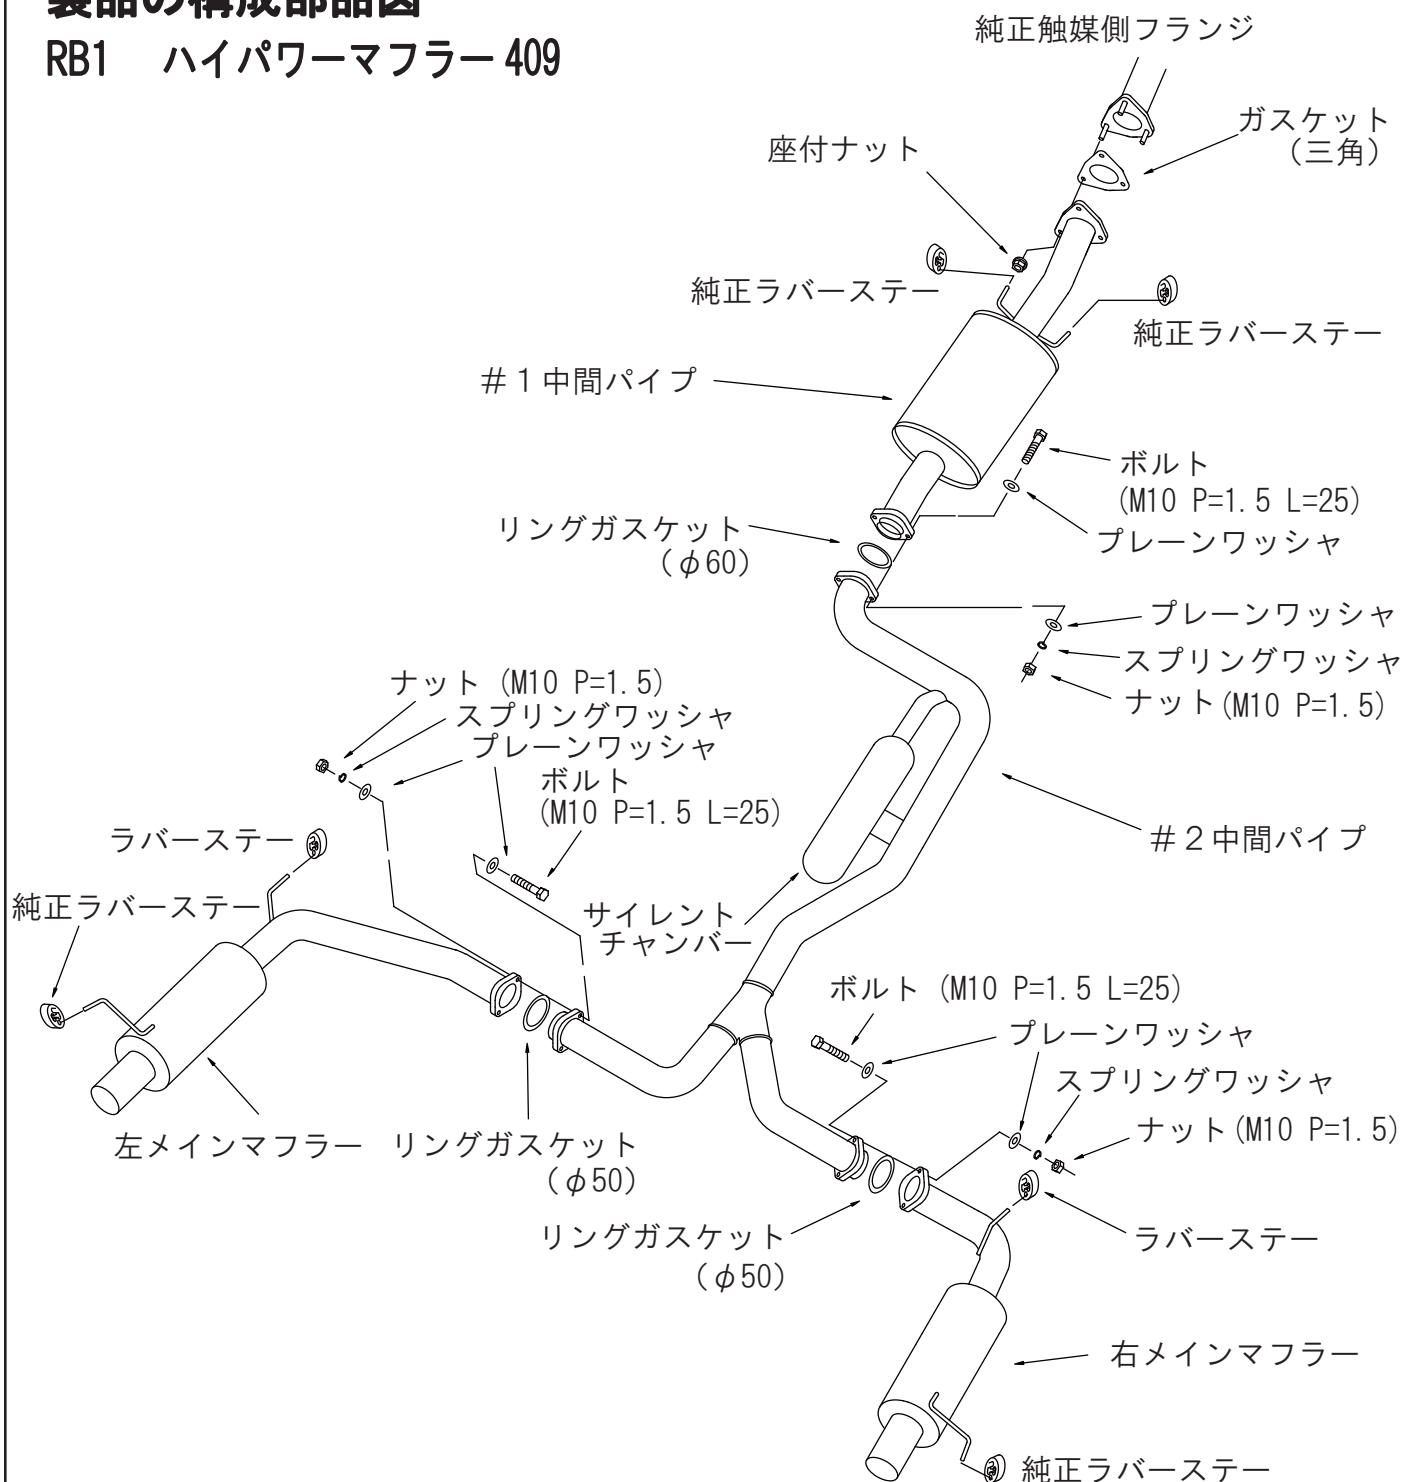 製品の構成部品図
RB1 ハイパワーマフラー 409
純正触媒側フランジ
ガスケット
（三角）
座付ナット
純正ラバーステー
純正ラバーステー
＃１中間パイプ
ボルト
(M10 P=1.5 L=25)
プレーンワッシャ
リングガスケット
（φ60）
プレーンワッシャ
スプリングワッシャ
ナット(M10 P=1.5)
ナット (M10 P=1.5)
スプリングワッシャ
プレーンワッシャ
ボルト
(M10 P=1.5 L=25)
ラバーステー
＃２中間パイプ
純正ラバーステー
サイレント
チャンバー
ボルト (M10 P=1.5 L=25)
プレーンワッシャ
スプリングワッシャ
ナット(M10 P=1.5)
左メインマフラー
リングガスケット
（φ50）
リングガスケット
（φ50）
ラバーステー
右メインマフラー
純正ラバーステー